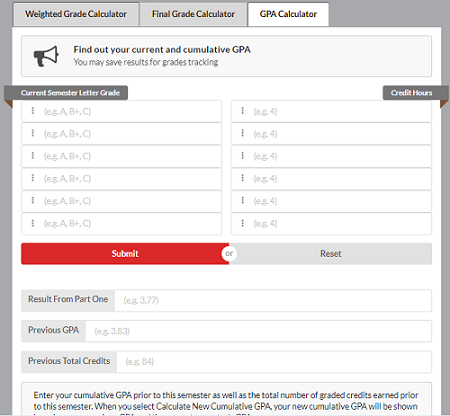 Weighted Grade Calculator Final Grade Calculator GPA Calculator
Find out your current and cumulative GPA
You may save results for grades tracking
Current Semester Letter Grade Credit Hours
(e.g. A, B+, C) (e.g. 4)
(e.g. A, B+, C) (e.g. 4)
(e.g. A, B+, C) (e.g. 4)
(e.g. A, B+, C) (e.g. 4)
(e.g. A, B+, C) (e.g. 4)
(e.g. A, B+, C) (e.g. 4)
Submit or Reset
Result From Part One (e.g. 3.77)
Previous GPA (e.g. 3.83)
Previous Total Credits (e.g. 84)
Enter your cumulative GPA prior to this semester as well as the total number of graded credits earned prior
to this semester. When you select Calculate New Cumulative GPA, your new cumulative GPA will be shown